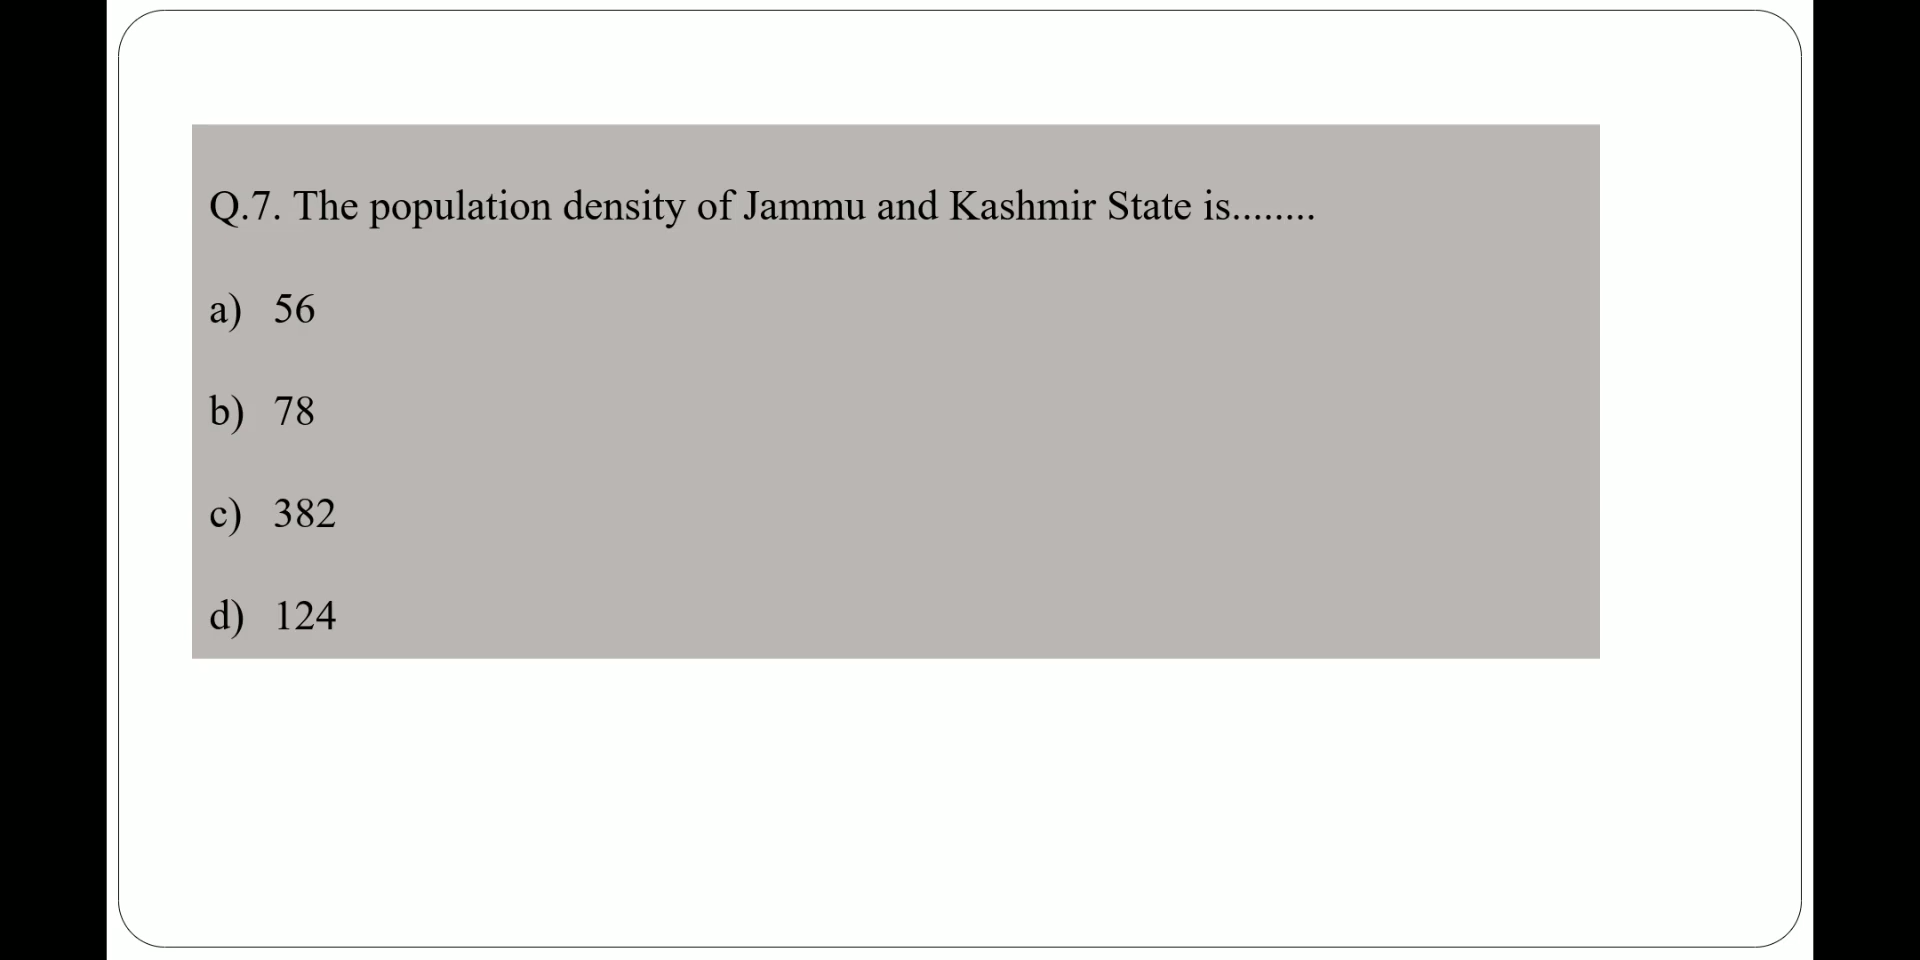 Q.7. The population density of Jammu and Kashmir State is........
a) 56
b) 78
c) 382
d) 124